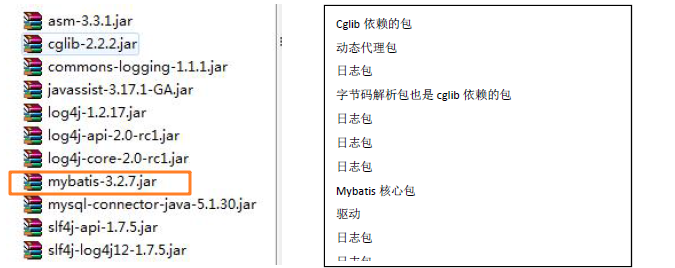 asm-3.3.1.jar
cglib-2.2.2.jar
commons-logging-1.1.1.jar
javassist-3.17.1-GA.jar
log4j-1.2.17.jar
log4j-api-2.0-rc1.jar
log4j-core-2.0-rc1.jar
mybatis-3.2.7.jar
mysql-connector-java-5.1.30.jar
slf4j-api-1.7.5.jar
slf4j-log4j12-1.7.5.jar
Cglib 依赖的包
动态代理包
日志包
字节码解析包也是 cglib 依赖的包
日志包
日志包
日志包
Mybatis 核心包
驱动
日志包